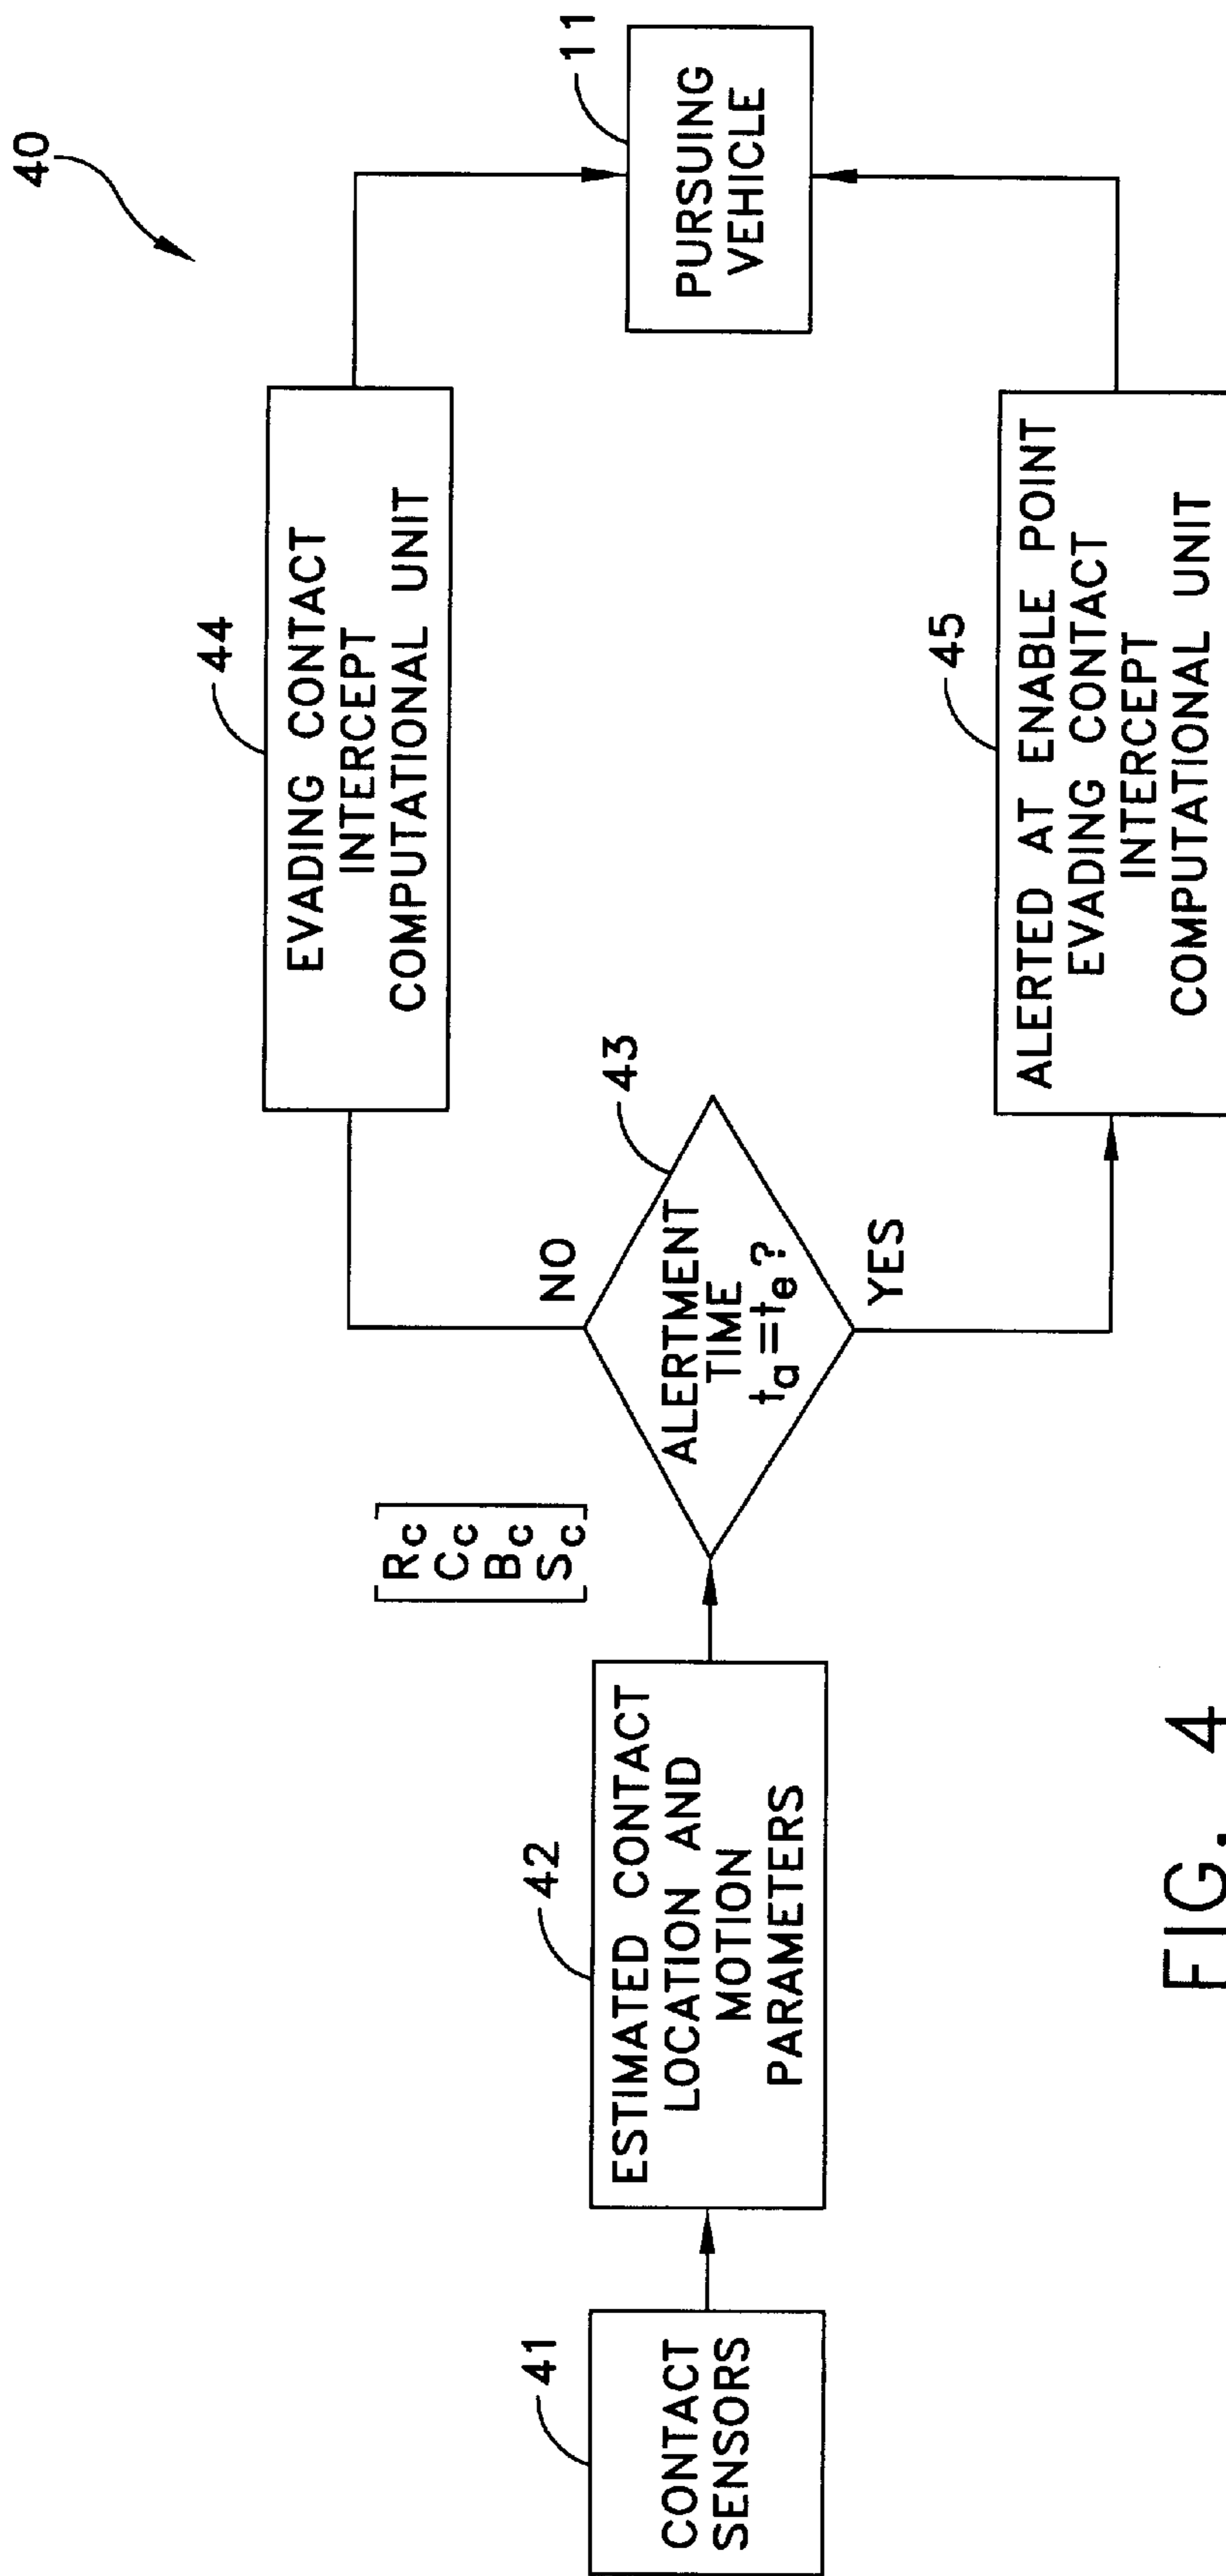 40
41
CONTACT
SENSORS
42
ESTIMATED CONTACT
LOCATION AND
MOTION
PARAMETERS
Rc
Cc
Bc
Sc
43
ALERTMENT
TIME
ta=te?
NO
YES
44
EVADING CONTACT
INTERCEPT
COMPUTATIONAL UNIT
45
ALERTED AT ENABLE POINT
EVADING CONTACT
INTERCEPT
COMPUTATIONAL UNIT
11
PURSUING
VEHICLE
FIG. 4